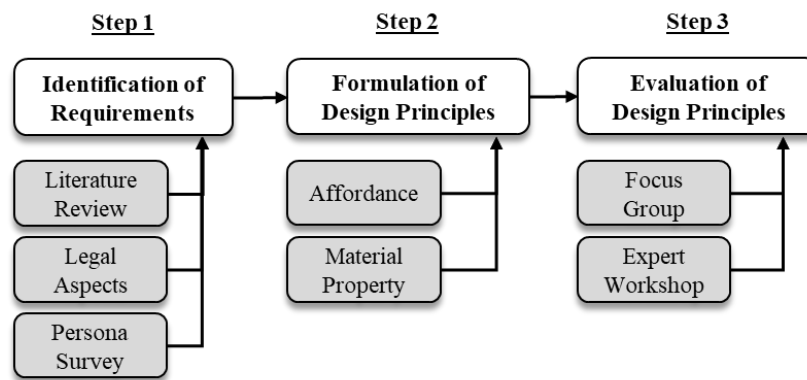 Step 1
Step 2
Step 3
Identification of
Requirements
Formulation of
Design Principles
Evaluation of
Design Principles
Literature
Review
Legal
Aspects
Persona
Survey
Affordance
Material
Property
Focus
Group
Expert
Workshop